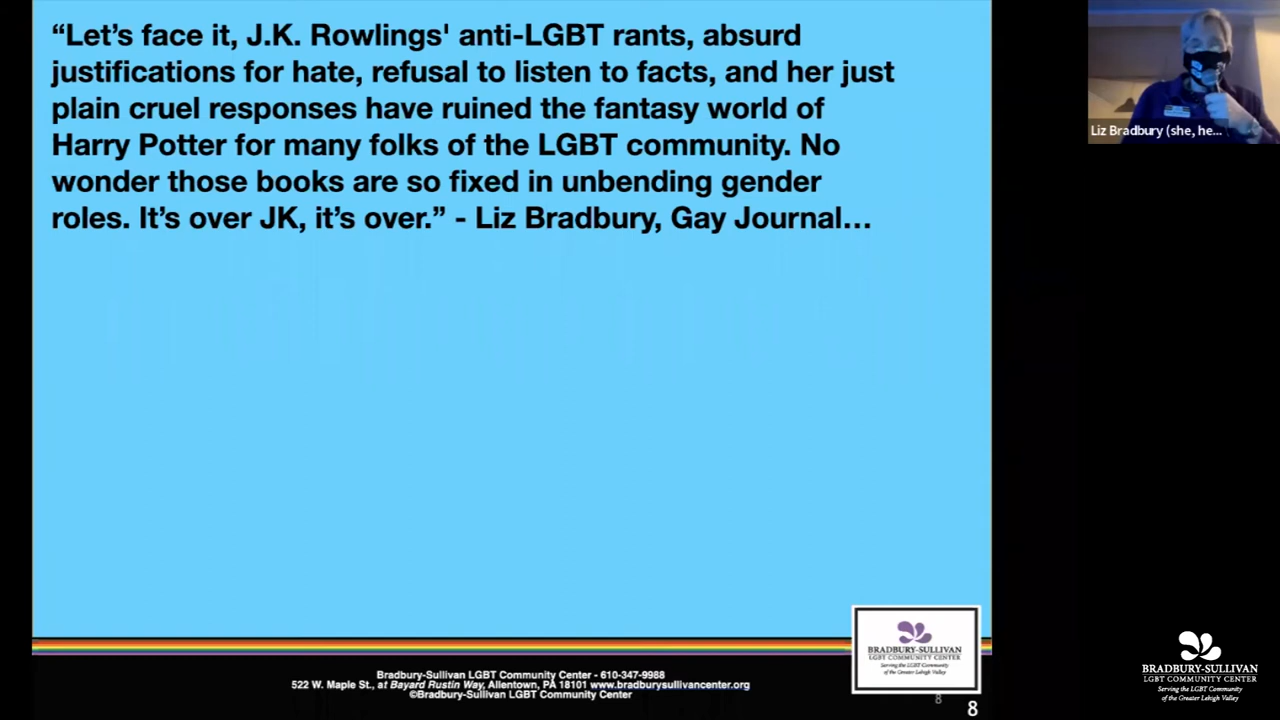 “Let’s face it, J.K. Rowlings' anti-LGBT rants, absurd
justifications for hate, refusal to listen to facts, and her just
plain cruel responses have ruined the fantasy world of
Harry Potter for many folks of the LGBT community. No
wonder those books are so fixed in unbending gender
roles. It’s over JK, it’s over.” - Liz Bradbury, Gay Journal…
Liz Bradbury (she, he...
BRADBURY-SULLIVAN
LGBT COMMUNITY CENTER
Serving the LGBT Community
of the Greater Lehigh Valley
Bradbury-Sullivan LGBT Community Center - 610-347-9988
522 W. Maple St., at Bayard Rustin Way, Allentown, PA 18101 www.bradburysullivancenter.org
©Bradbury-Sullivan LGBT Community Center
8
8
BRADBURY-SULLIVAN
LGBT COMMUNITY CENTER
Serving the LGBT Community
of the Greater Lehigh Valley